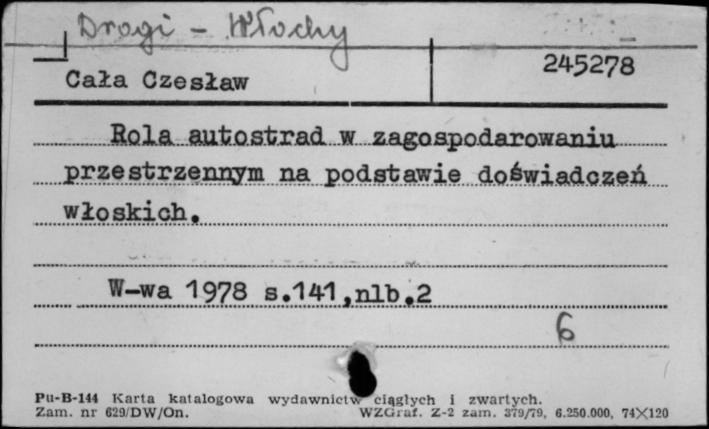 Drogi - Włochy
Cała Czesław
245278
Rola autostrad w zagospodarowaniu
przestrzennym na podstawie doświadczeń
włoskich.
W-wa 1978 s.141,nlb.2
6
Pu-B-144 Karta katalogowa wydawnictw ciągłych i zwartych.
Zam. nr 629/DW/On. WZGraf. Z-2 zam. 379/79, 6.250.000, 74×120